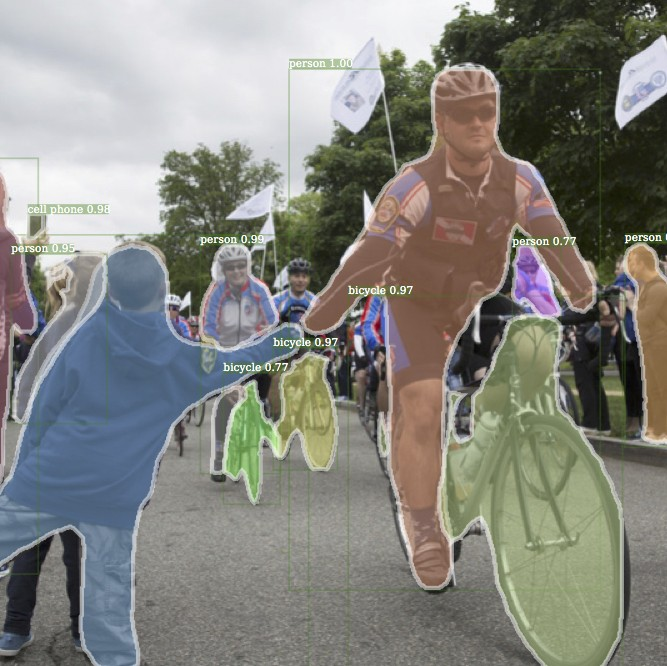 person 1.00
cell phone 0.98
person 0.95
person 0.99
person 0.77
person
bicycle 0.97
bicycle 0.97
bicycle 0.77